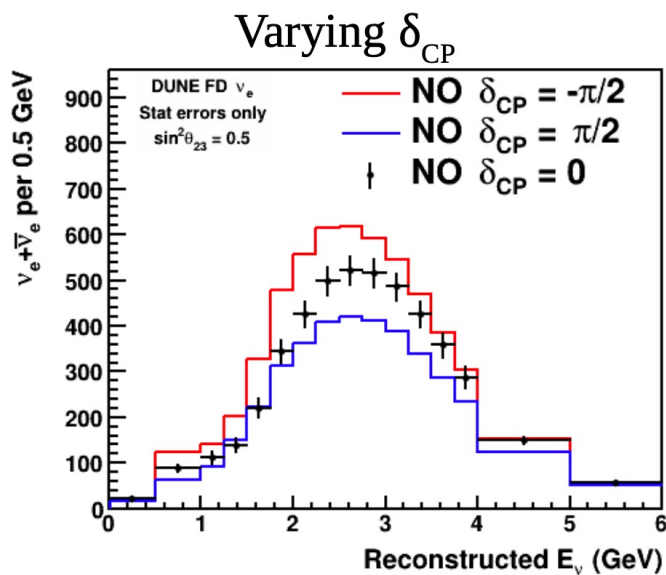 Varying δCP
DUNE FD νe
Stat errors only
sin²θ23 = 0.5
NO δCP = -π/2
NO δCP = π/2
NO δCP = 0
νe+ν̅e per 0.5 GeV
900
800
700
600
500
400
300
200
100
0
0 1 2 3 4 5 6
Reconstructed Eν (GeV)